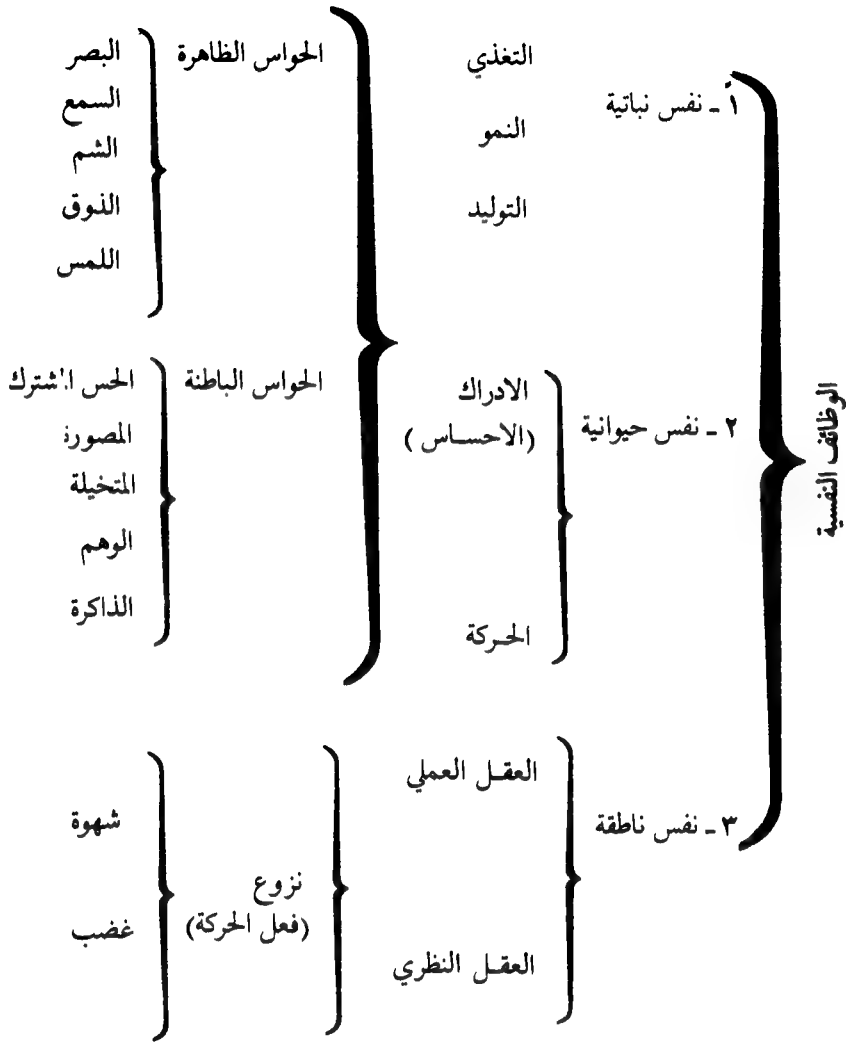 الوظائف النفسية
١ - نفس نباتية
التغذي
النمو
التوليد
٢ - نفس حيوانية
الادراك
(الاحساس)
الحركة
الحواس الظاهرة
البصر
السمع
الشم
الذوق
اللمس
الحواس الباطنة
الحس المشترك
المصورة
المتخيلة
الوهم
الذاكرة
٣ - نفس ناطقة
العقل العملي
العقل النظري
نزوع
(فعل الحركة)
شهوة
غضب